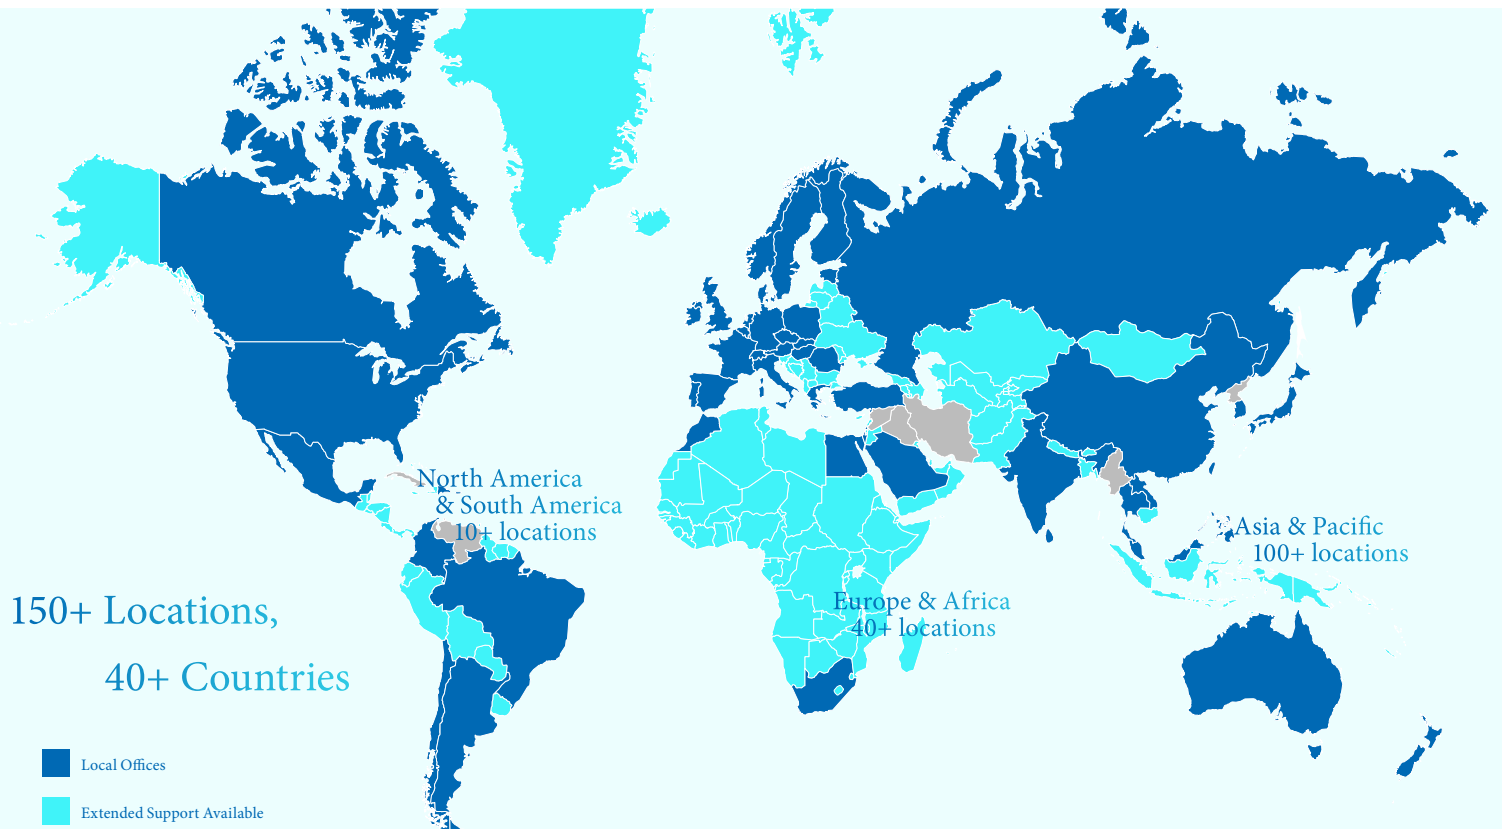 North America
& South America
10+ locations
Asia & Pacific
100+ locations
Europe & Africa
40+ locations
150+ Locations,
40+ Countries
Local Offices
Extended Support Available